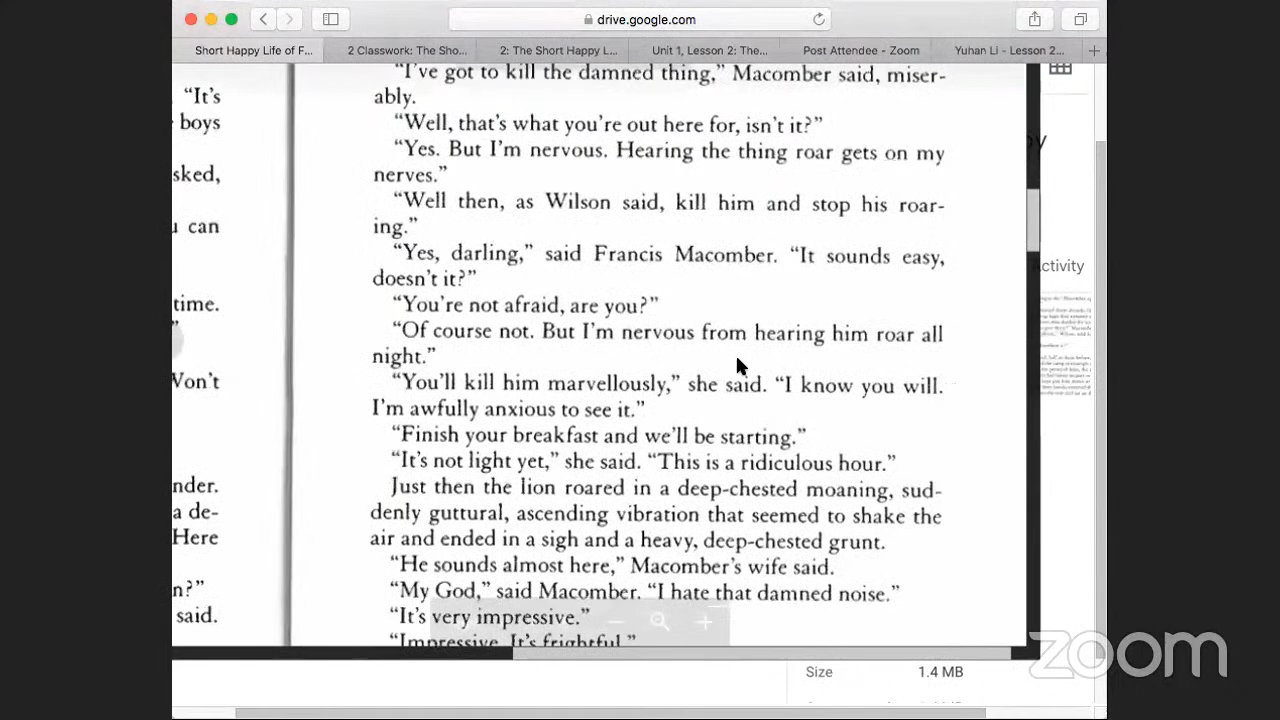 drive.google.com
Short Happy Life of F...
2 Classwork: The Sho...
2: The Short Happy L...
Unit 1, Lesson 2: The...
Post Attendee - Zoom
Yuhan Li - Lesson 2...
“It's
boys
sked,
can
time.
Won't
nder.
a de-
Here
n?”
said.
“I've got to kill the damned thing,” Macomber said, miser-
ably.
“Well, that's what you're out here for, isn't it?”
“Yes. But I'm nervous. Hearing the thing roar gets on my
nerves.”
“Well then, as Wilson said, kill him and stop his roar-
ing.”
“Yes, darling,” said Francis Macomber. “It sounds easy,
doesn't it?”
“You're not afraid, are you?”
“Of course not. But I'm nervous from hearing him roar all
night.”
“You'll kill him marvellously,” she said. “I know you will.
I'm awfully anxious to see it.”
“Finish your breakfast and we'll be starting.”
“It's not light yet,” she said. “This is a ridiculous hour.”
Just then the lion roared in a deep-chested moaning, sud-
denly guttural, ascending vibration that seemed to shake the
air and ended in a sigh and a heavy, deep-chested grunt.
“He sounds almost here,” Macomber's wife said.
“My God,” said Macomber. “I hate that damned noise.”
“It's very impressive.”
“Impressive. It's frightful.”
Activity
Size 1.4 MB
zoom